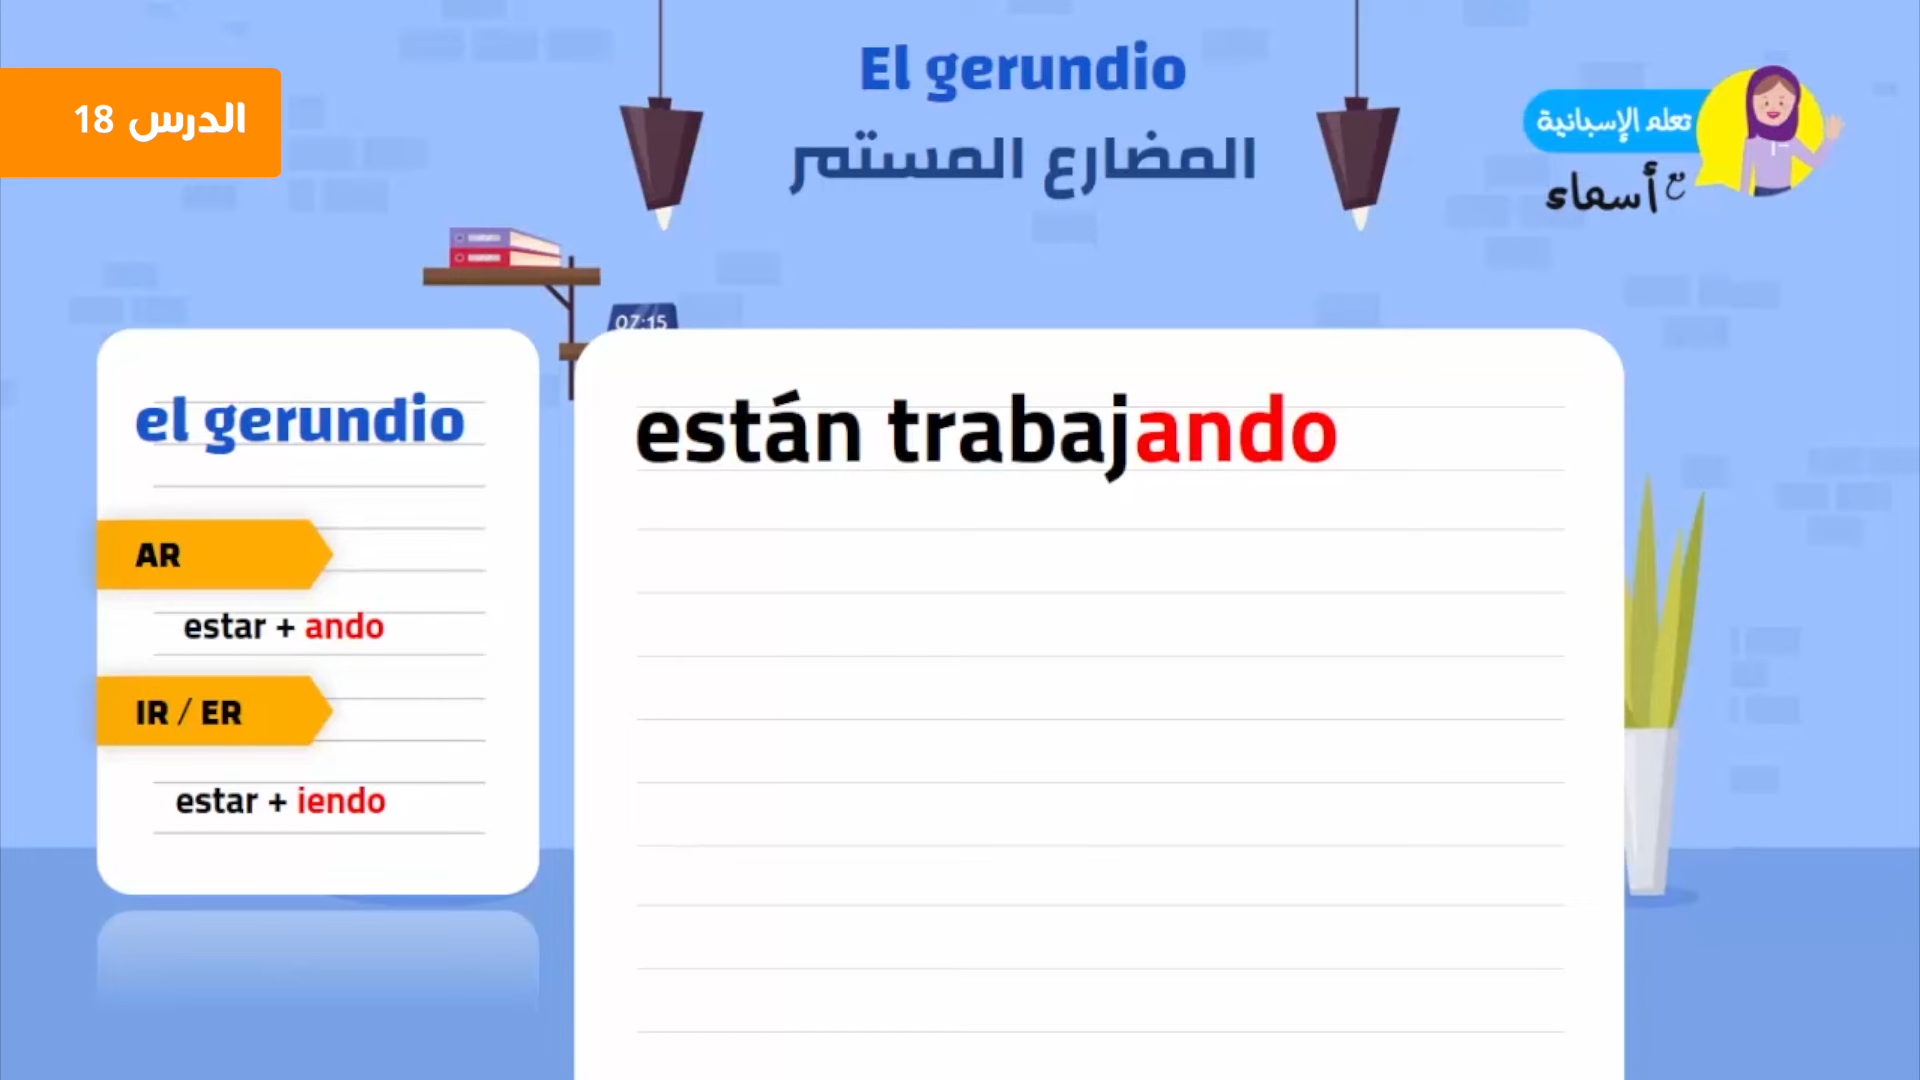 El gerundio
المضارع المستمر
الدرس 18
تعلم الإسبانية
مع أسماء
07:15
el gerundio
AR
estar + ando
IR / ER
estar + iendo
están trabajando